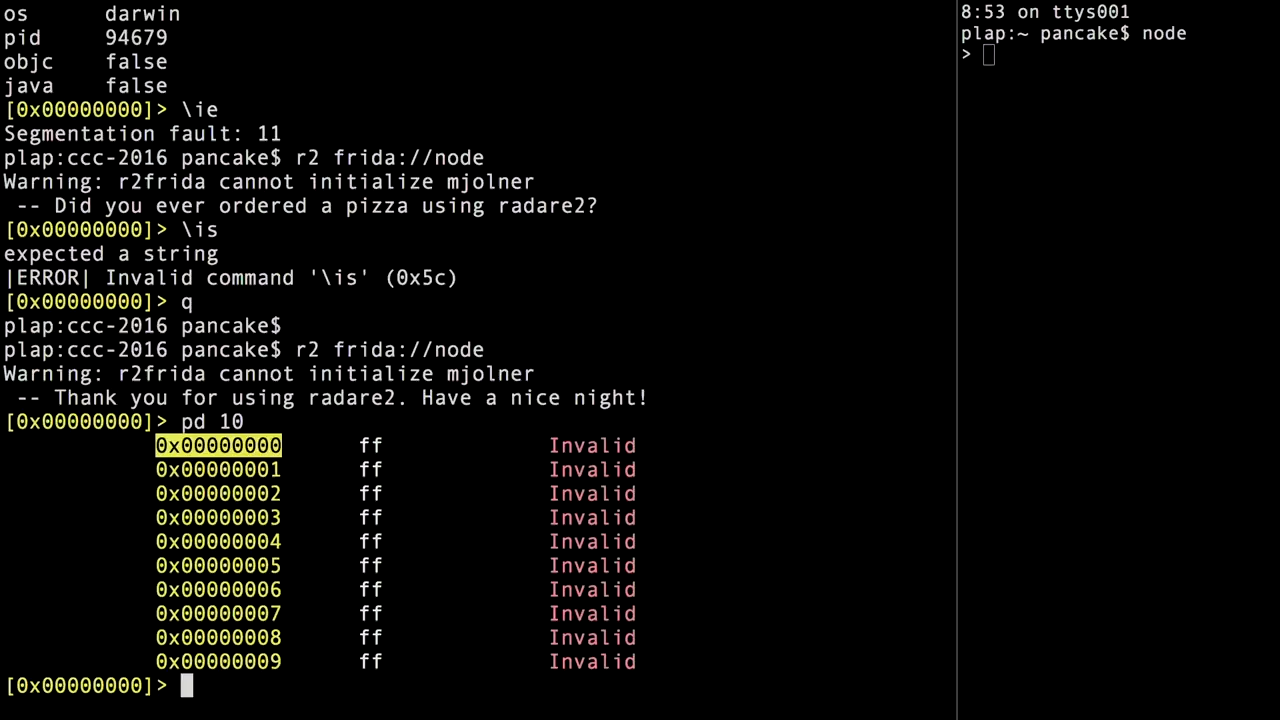 os      darwin
pid     94679
objc    false
java    false
[0x00000000]> \ie
Segmentation fault: 11
plap:ccc-2016 pancake$ r2 frida://node
Warning: r2frida cannot initialize mjolner
 -- Did you ever ordered a pizza using radare2?
[0x00000000]> \is
expected a string
|ERROR| Invalid command '\is' (0x5c)
[0x00000000]> q
plap:ccc-2016 pancake$
plap:ccc-2016 pancake$ r2 frida://node
Warning: r2frida cannot initialize mjolner
 -- Thank you for using radare2. Have a nice night!
[0x00000000]> pd 10
0x00000000      ff             Invalid
0x00000001      ff             Invalid
0x00000002      ff             Invalid
0x00000003      ff             Invalid
0x00000004      ff             Invalid
0x00000005      ff             Invalid
0x00000006      ff             Invalid
0x00000007      ff             Invalid
0x00000008      ff             Invalid
0x00000009      ff             Invalid
[0x00000000]>
8:53 on ttys001
plap:~ pancake$ node
>